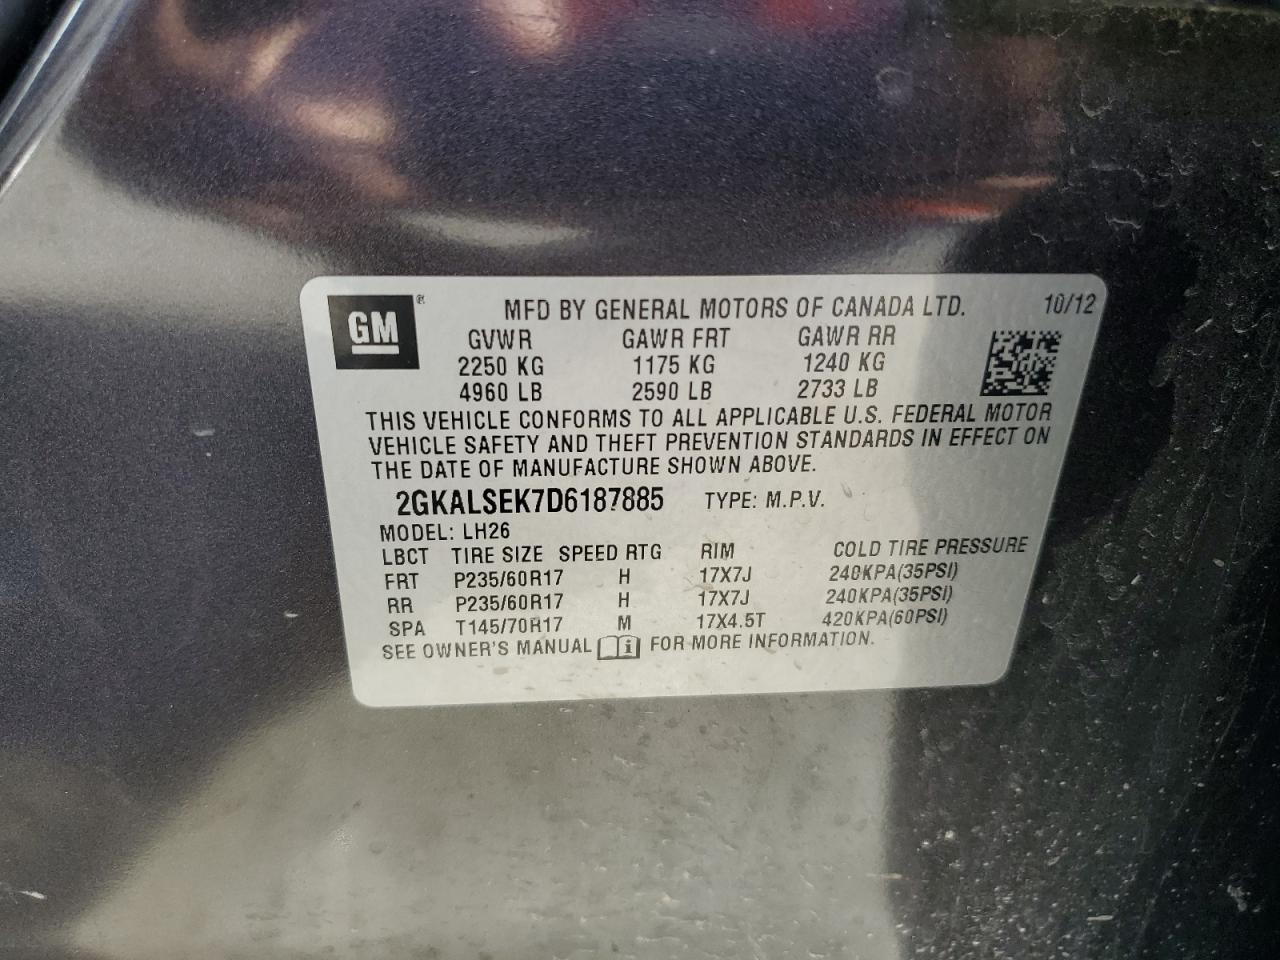 GM®
MFD BY GENERAL MOTORS OF CANADA LTD. 10/12
GVWR GAWR FRT GAWR RR
2250 KG 1175 KG 1240 KG
4960 LB 2590 LB 2733 LB
THIS VEHICLE CONFORMS TO ALL APPLICABLE U.S. FEDERAL MOTOR
VEHICLE SAFETY AND THEFT PREVENTION STANDARDS IN EFFECT ON
THE DATE OF MANUFACTURE SHOWN ABOVE.
2GKALSEK7D6187885 TYPE: M.P.V.
MODEL: LH26
LBCT TIRE SIZE SPEED RTG RIM COLD TIRE PRESSURE
FRT P235/60R17 H 17X7J 240KPA(35PSI)
RR P235/60R17 H 17X7J 240KPA(35PSI)
SPA T145/70R17 M 17X4.5T 420KPA(60PSI)
SEE OWNER'S MANUAL FOR MORE INFORMATION.